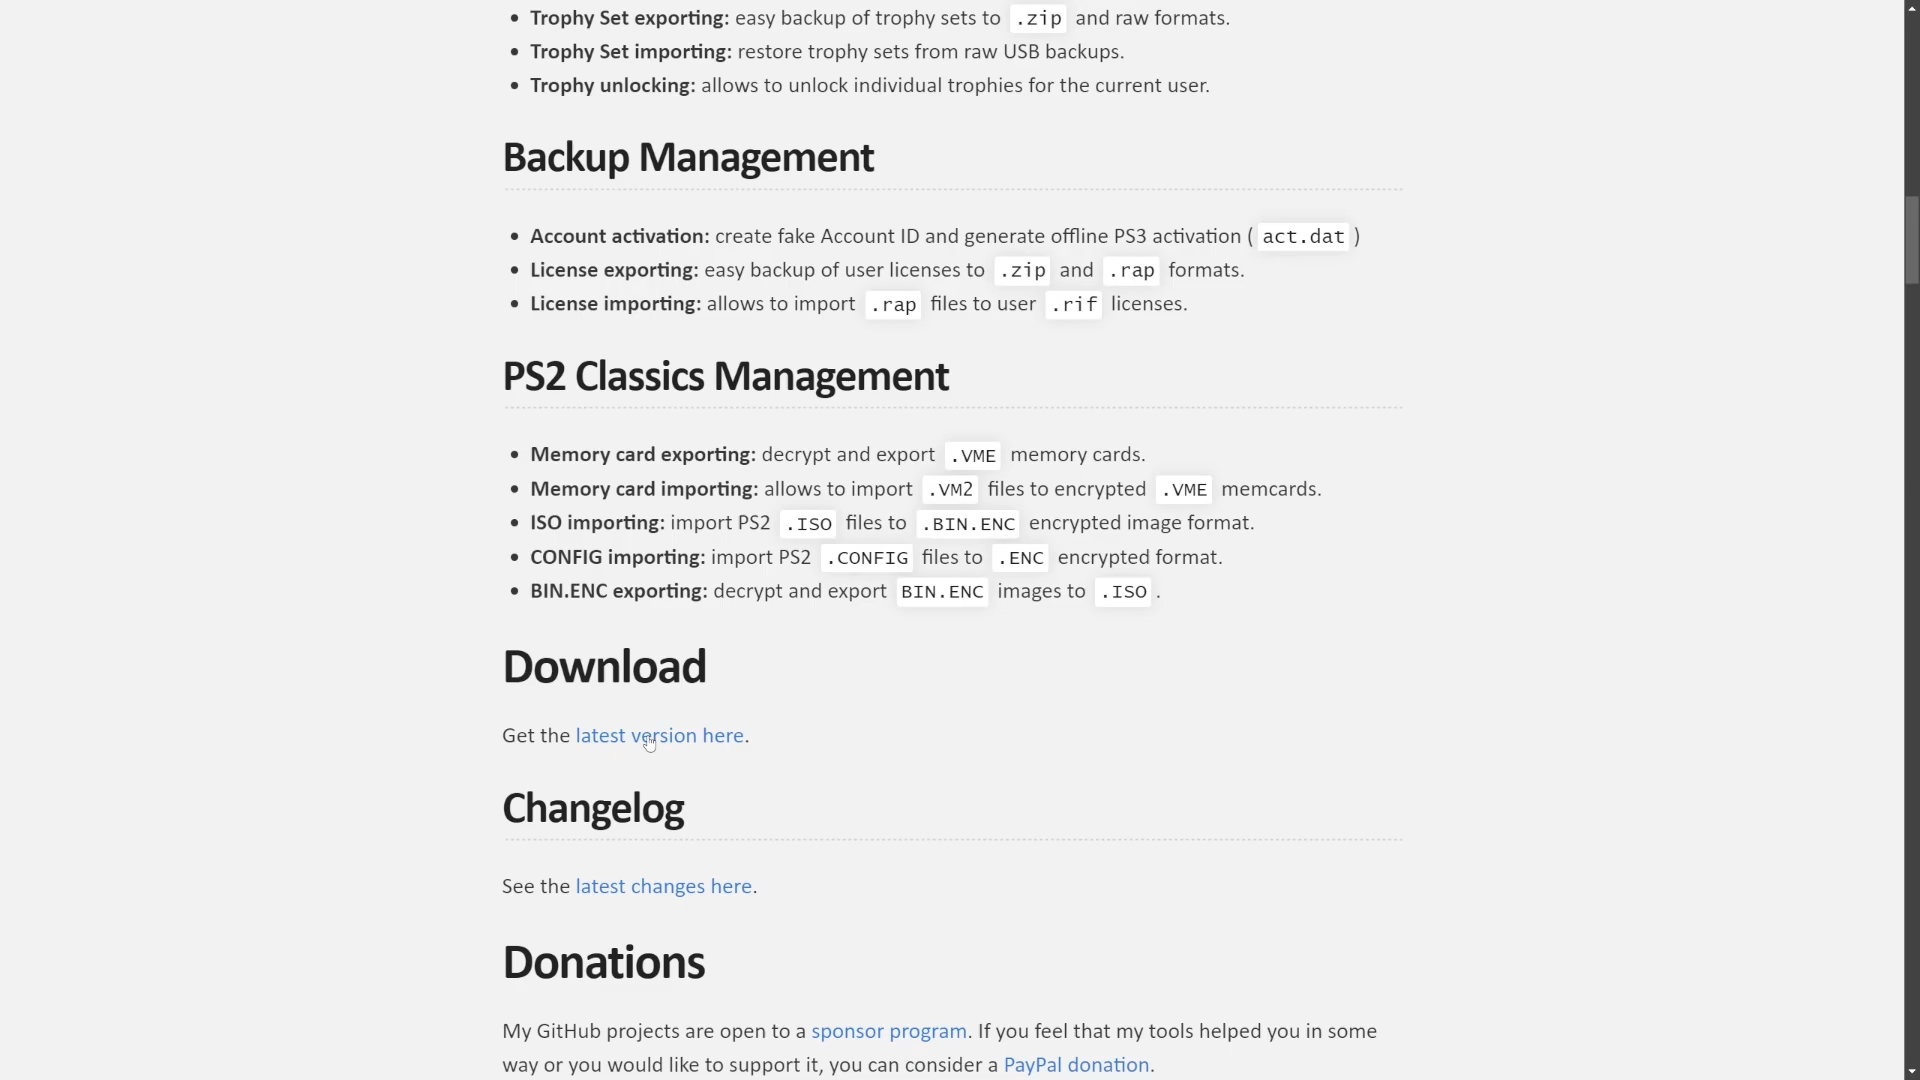 Trophy Set exporting: easy backup of trophy sets to .zip and raw formats.
Trophy Set importing: restore trophy sets from raw USB backups.
Trophy unlocking: allows to unlock individual trophies for the current user.
Backup Management
Account activation: create fake Account ID and generate offline PS3 activation ( act.dat )
License exporting: easy backup of user licenses to .zip and .rap formats.
License importing: allows to import .rap files to user .rif licenses.
PS2 Classics Management
Memory card exporting: decrypt and export .VME memory cards.
Memory card importing: allows to import .VM2 files to encrypted .VME memcards.
ISO importing: import PS2 .ISO files to .BIN.ENC encrypted image format.
CONFIG importing: import PS2 .CONFIG files to .ENC encrypted format.
BIN.ENC exporting: decrypt and export BIN.ENC images to .ISO .
Download
Get the latest version here.
Changelog
See the latest changes here.
Donations
My GitHub projects are open to a sponsor program. If you feel that my tools helped you in some
way or you would like to support it, you can consider a PayPal donation.